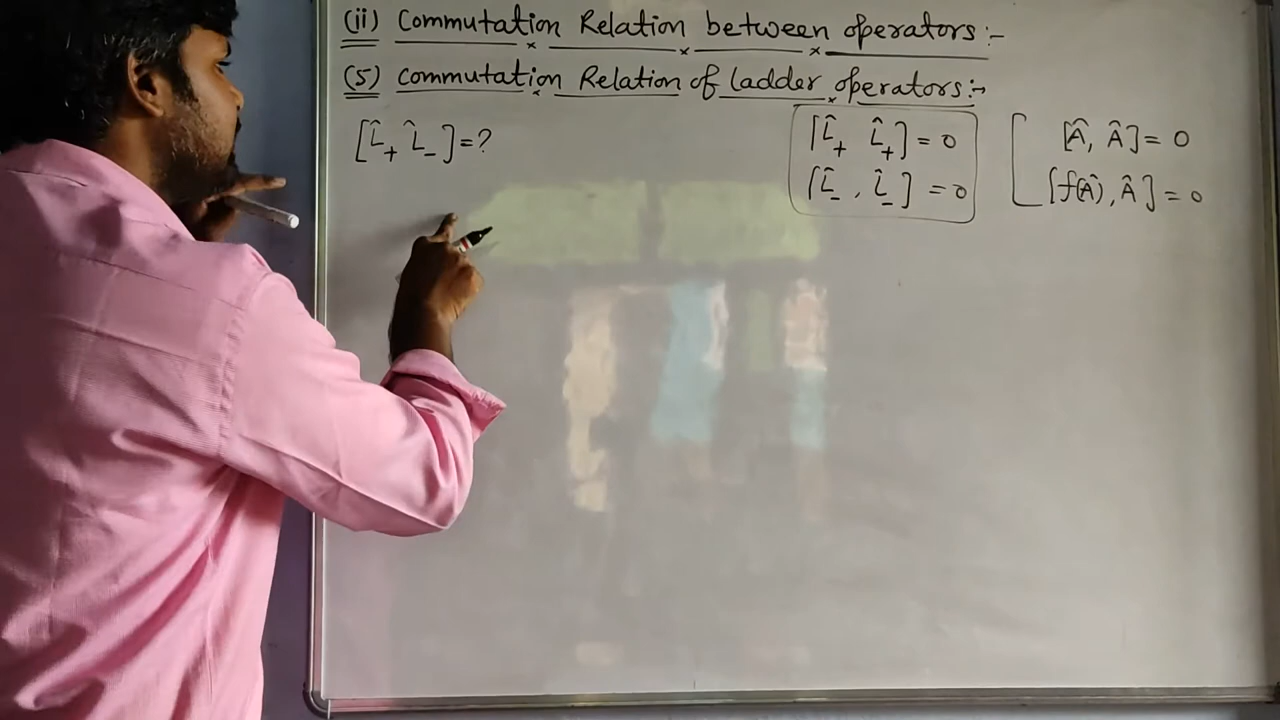 (ii) Commutation Relation between operators:-
(5) Commutation Relation of ladder operators:-
[L̂₊ L̂₋] = ?
[L̂₊ L̂₊] = 0
[L̂₋ , L̂₋] = 0
[Â, Â] = 0
[f(Â), Â] = 0